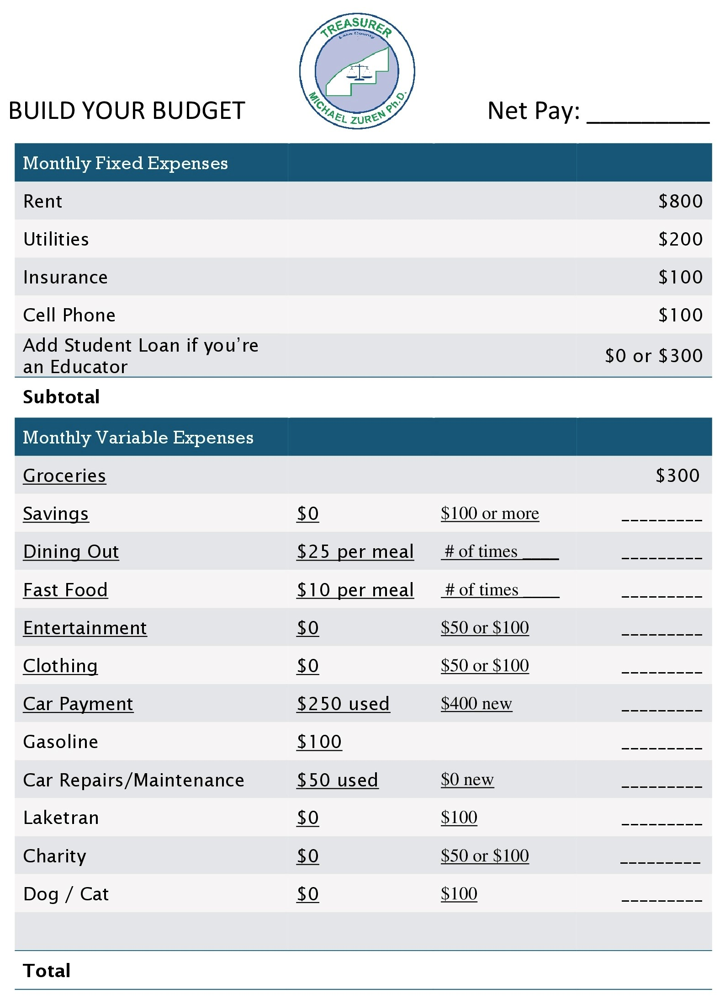 TREASURER
Lake County
MICHAEL ZUREN Ph.D.
BUILD YOUR BUDGET
Net Pay: _________
Monthly Fixed Expenses
Rent $800
Utilities $200
Insurance $100
Cell Phone $100
Add Student Loan if you’re
an Educator
$0 or $300
Subtotal
Monthly Variable Expenses
Groceries $300
Savings $0 $100 or more _________
Dining Out $25 per meal # of times ____ _________
Fast Food $10 per meal # of times ____ _________
Entertainment $0 $50 or $100 _________
Clothing $0 $50 or $100 _________
Car Payment $250 used $400 new _________
Gasoline $100 _________
Car Repairs/Maintenance $50 used $0 new _________
Laketran $0 $100 _________
Charity $0 $50 or $100 _________
Dog / Cat $0 $100 _________
Total